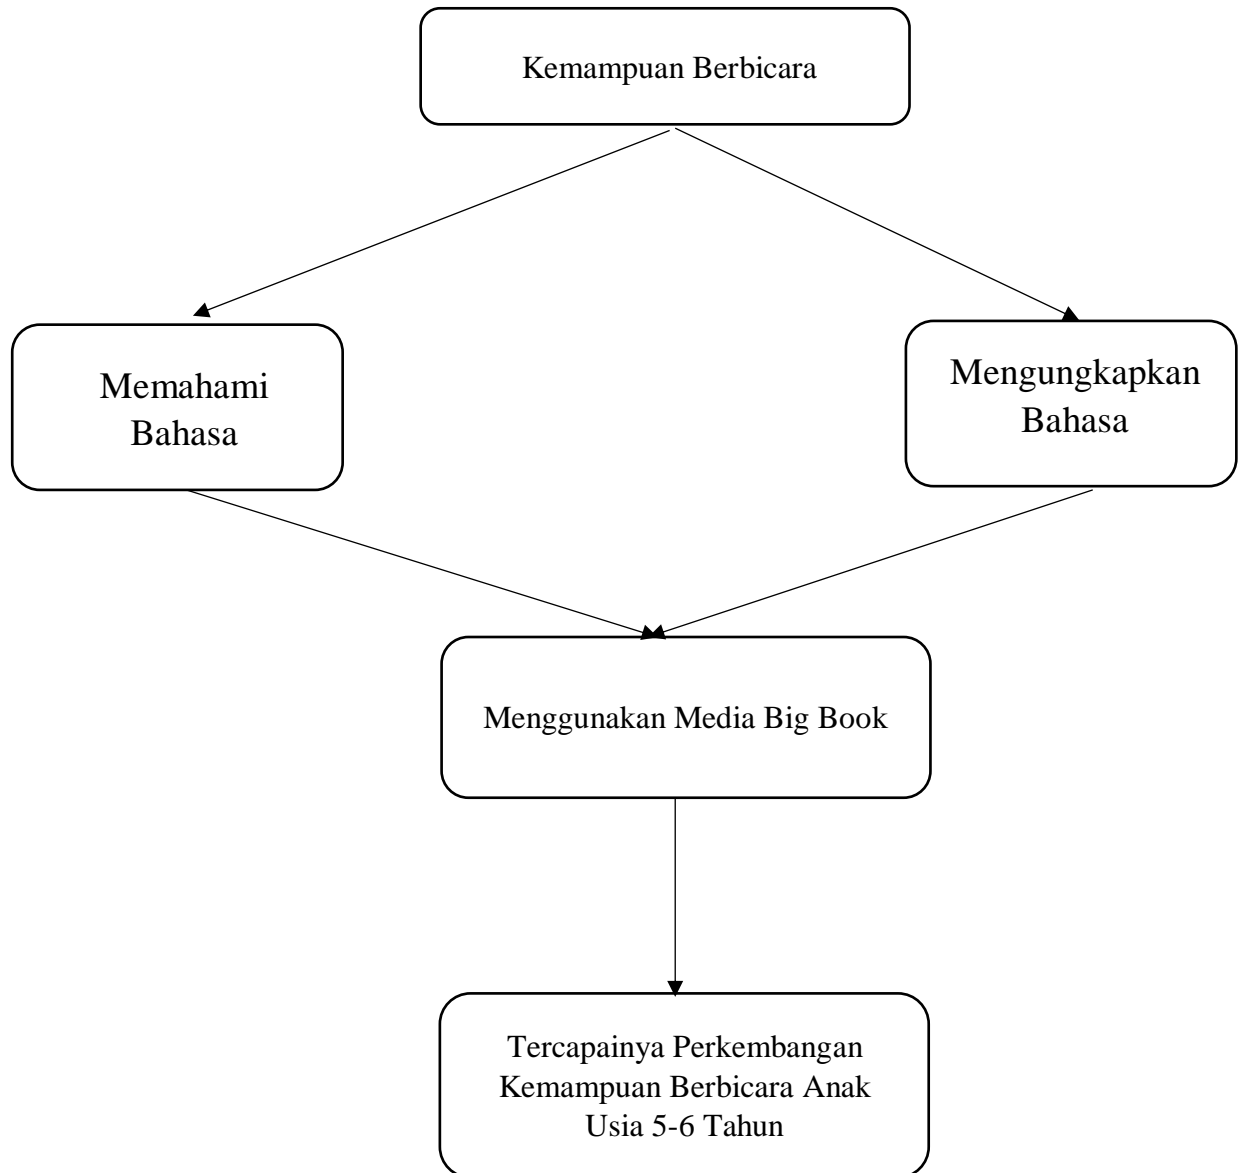 Kemampuan Berbicara
Memahami
Bahasa
Mengungkapkan
Bahasa
Menggunakan Media Big Book
Tercapainya Perkembangan
Kemampuan Berbicara Anak
Usia 5-6 Tahun